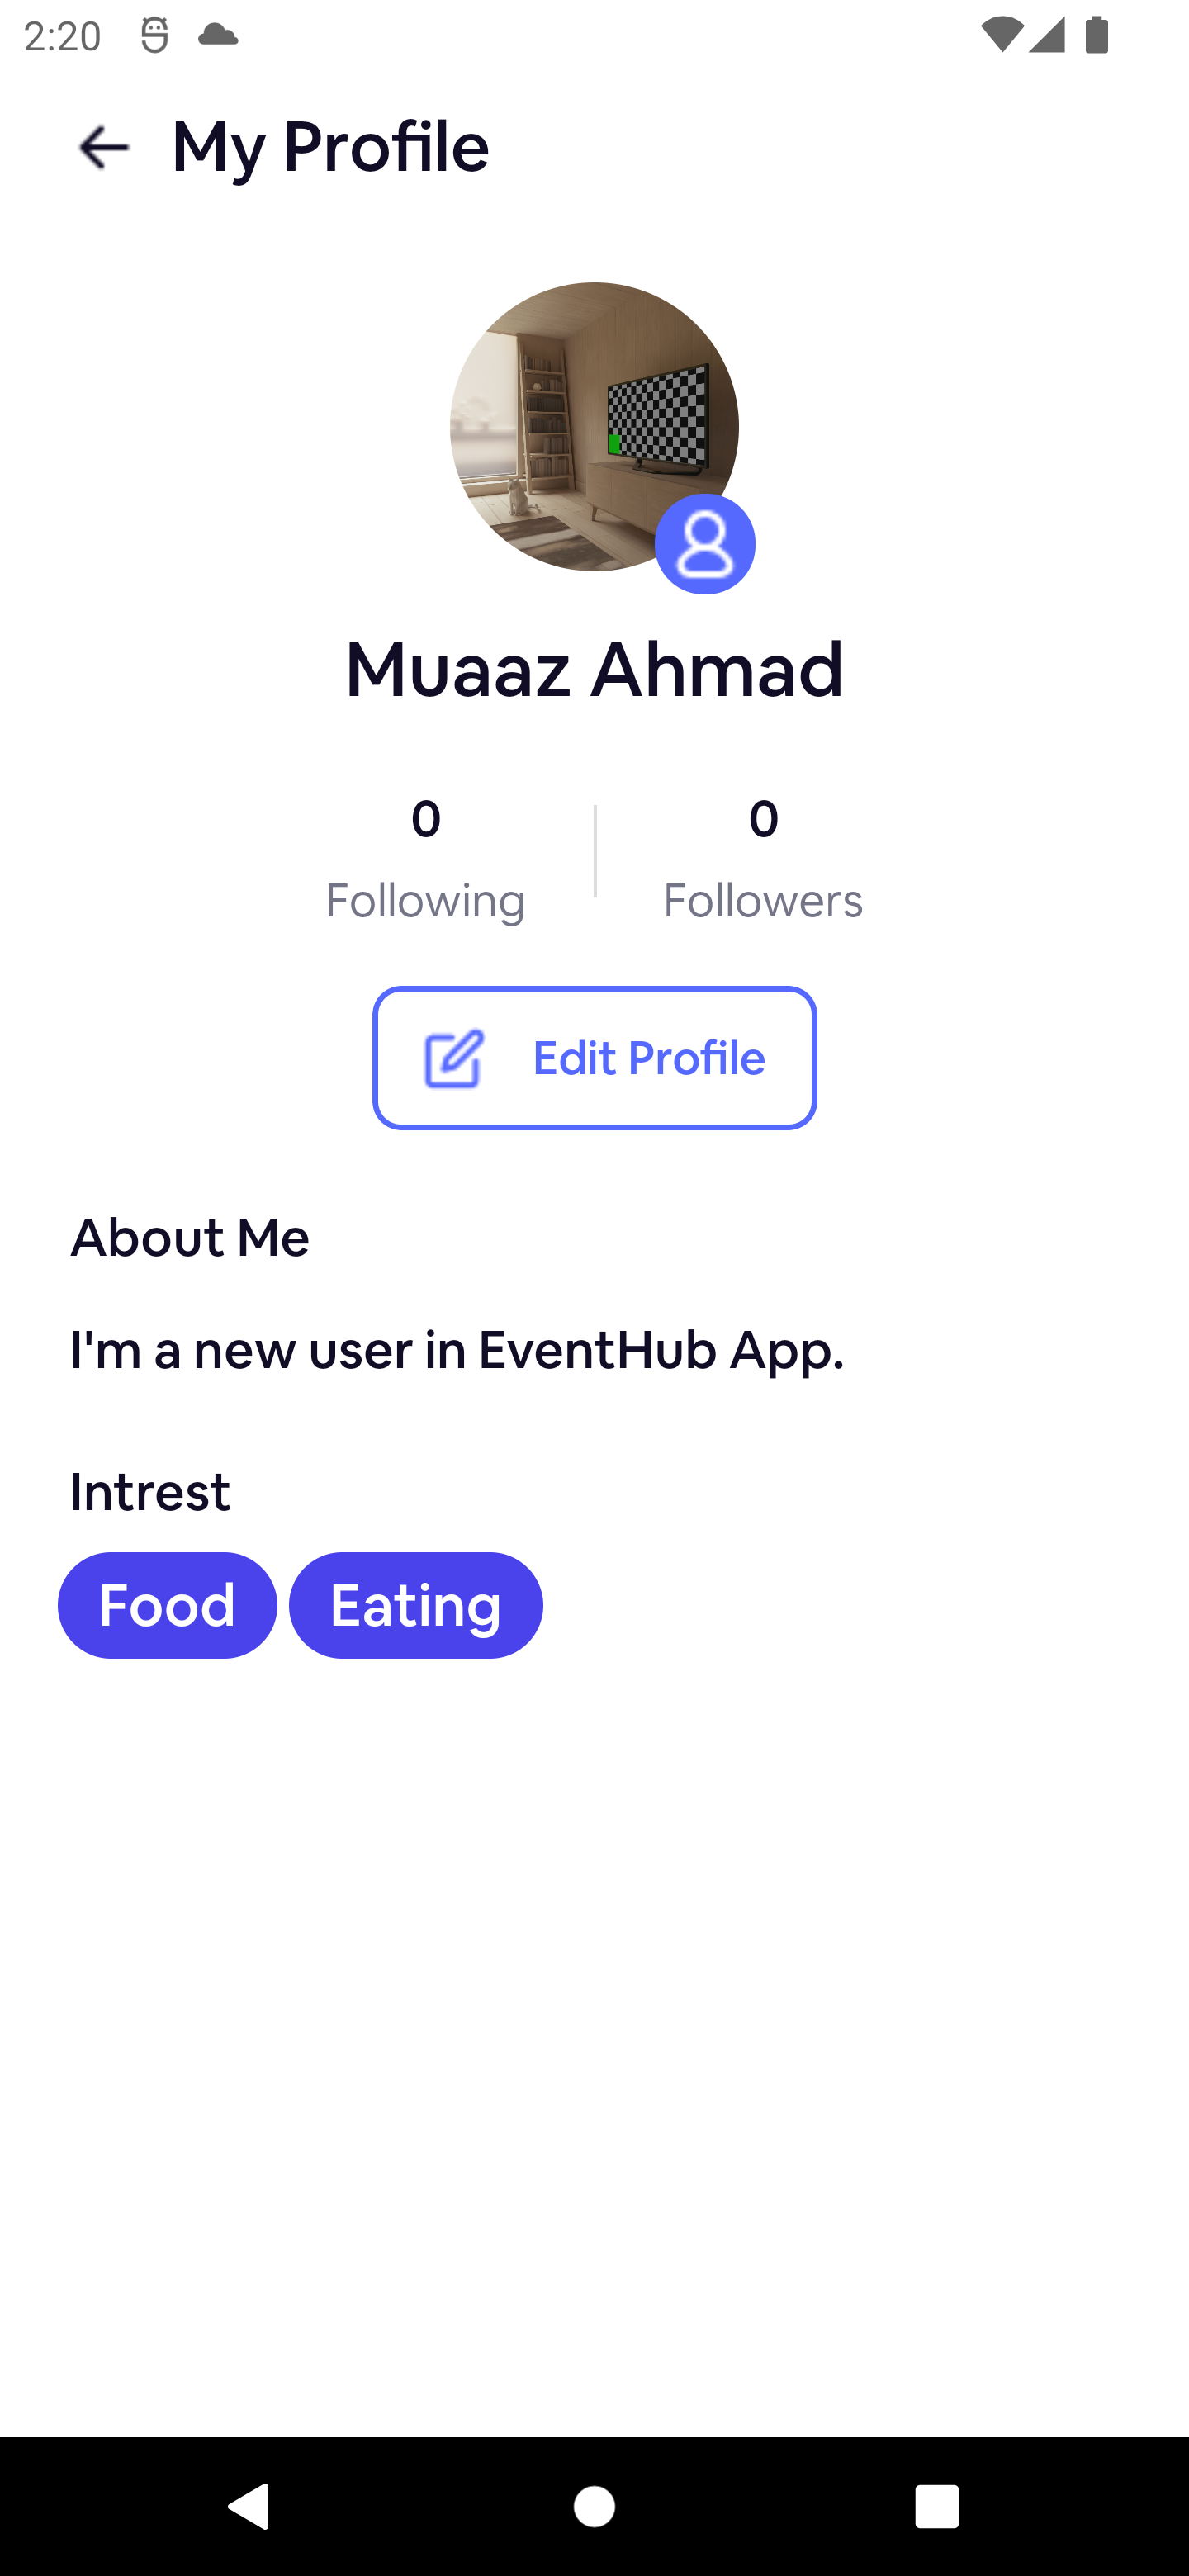 2:20
My Profile
Muaaz Ahmad
0 0
Following Followers
Edit Profile
About Me
I'm a new user in EventHub App.
Intrest
Food Eating